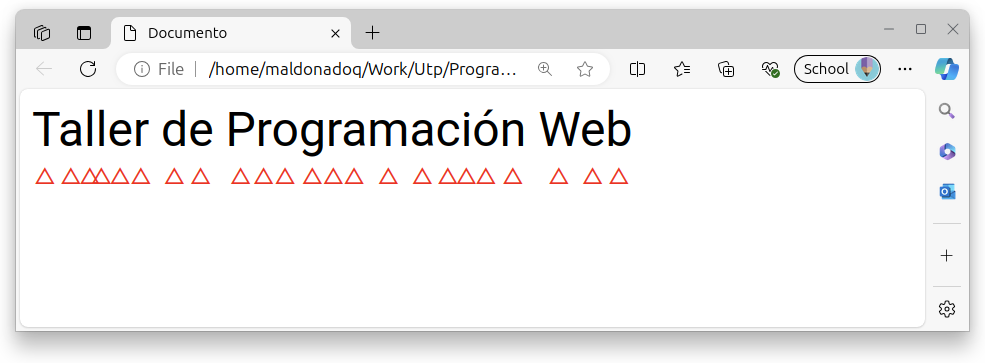 Documento
File
/home/maldonadoq/Work/Utp/Progra…
School
Taller de Programación Web